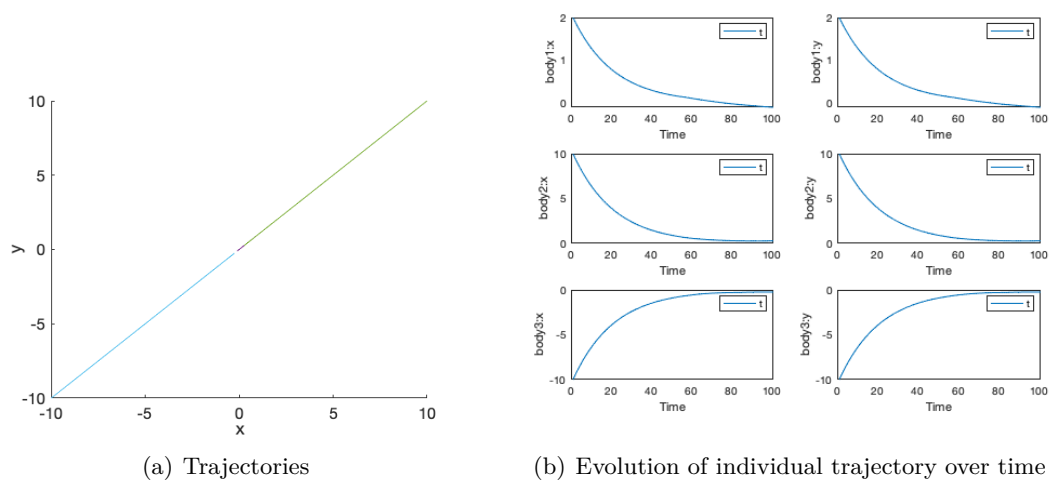 10
5
y
0
-5
-10
-10 -5 0 5 10
x
(a) Trajectories
2
t
body1:x
1
0
0 20 40 60 80 100
Time
2
t
body1:y
1
0
0 20 40 60 80 100
Time
10
t
body2:x
5
0
0 20 40 60 80 100
Time
10
t
body2:y
5
0
0 20 40 60 80 100
Time
0
t
body3:x
-5
-10
0 20 40 60 80 100
Time
0
t
body3:y
-5
-10
0 20 40 60 80 100
Time
(b) Evolution of individual trajectory over time